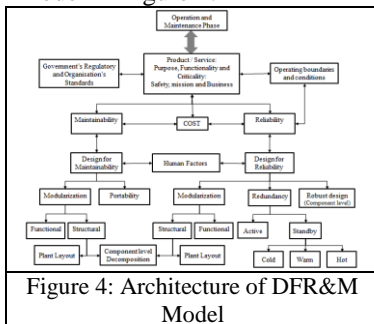 Operation and
Maintenance Phase
Product / Service:
Purpose, Functionality and
Criticality:
Safety, mission and Business
Government's Regulatory
and Organization's
Standards
Operating boundaries
and conditions
Maintainability
COST
Reliability
Design for
Maintainability
Human Factors
Design for
Reliability
Modularization
Portability
Modularization
Redundancy
Robust design
(Component level)
Functional
Structural
Structural
Functional
Active
Standby
Plant Layout
Component level
Decomposition
Plant Layout
Cold
Warm
Hot
Figure 4: Architecture of DFR&M
Model